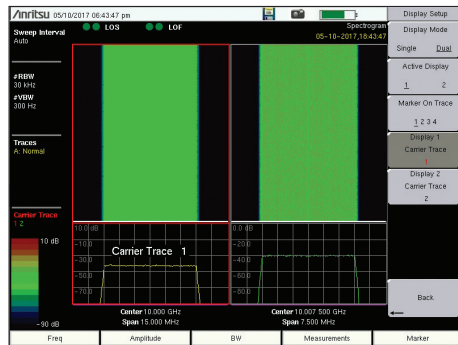 Anritsu 05/10/2017 06:43:47 pm
Display Setup
Sweep Interval
Auto
LOS
LOF
Spectrogram
05-10-2017,18:43:47
Display Mode
Single Dual
#RBW
30 kHz
#VBW
300 Hz
Active Display
1 2
Marker On Trace
1 2 3 4
Traces
A: Normal
Display 1
Carrier Trace
1
Display 2
Carrier Trace
2
Carrier Trace
1-2
10 dB
-90 dB
10.0 dB
-10.0
-30.0
-50.0
-70.0
Carrier Trace 1
0.0 dB
-20.0
-40.0
-60.0
-80.0
Center 10.000 GHz
Span 15.000 MHz
Center 10.007 500 GHz
Span 7.500 MHz
Back
Freq
Amplitude
BW
Measurements
Marker